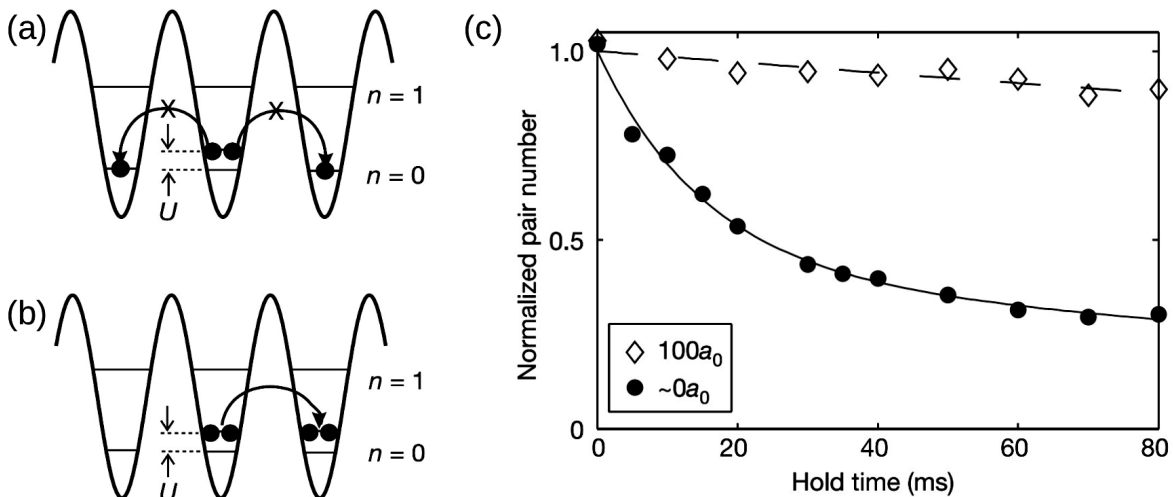 (a)
n = 1
n = 0
U
(b)
n = 1
n = 0
U
(c)
Normalized pair number
1.0
0.5
0
100a₀
~0a₀
0 20 40 60 80
Hold time (ms)